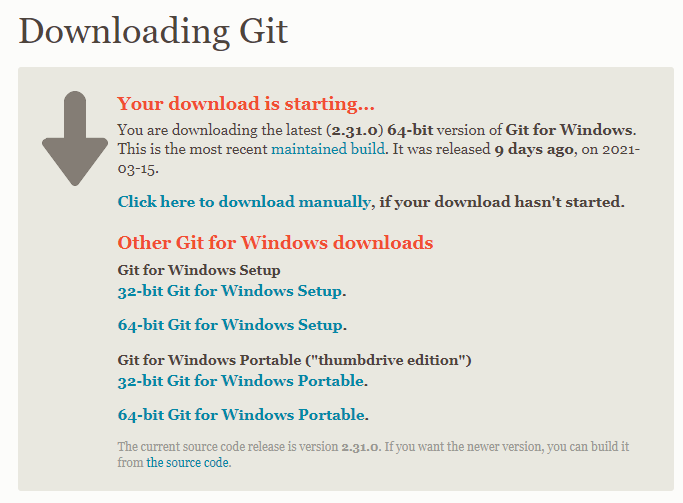 Downloading Git
Your download is starting...
You are downloading the latest (2.31.0) 64-bit version of Git for Windows.
This is the most recent maintained build. It was released 9 days ago, on 2021-
03-15.
Click here to download manually, if your download hasn't started.
Other Git for Windows downloads
Git for Windows Setup
32-bit Git for Windows Setup.
64-bit Git for Windows Setup.
Git for Windows Portable ("thumbdrive edition")
32-bit Git for Windows Portable.
64-bit Git for Windows Portable.
The current source code release is version 2.31.0. If you want the newer version, you can build it
from the source code.